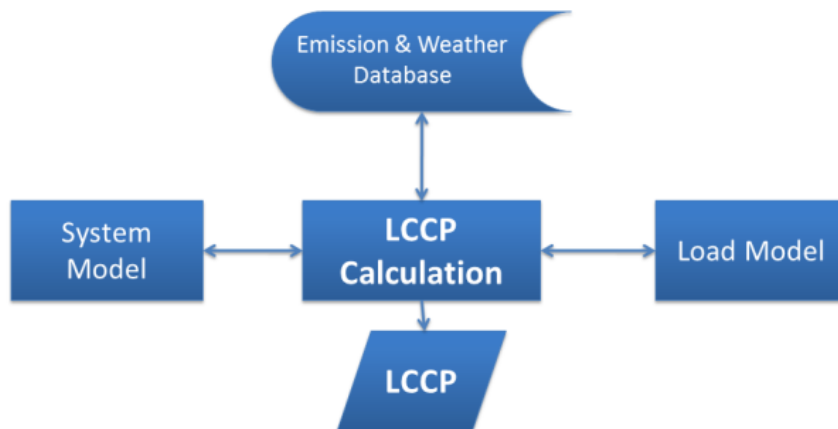 Emission & Weather
Database
System
Model
LCCP
Calculation
Load Model
LCCP